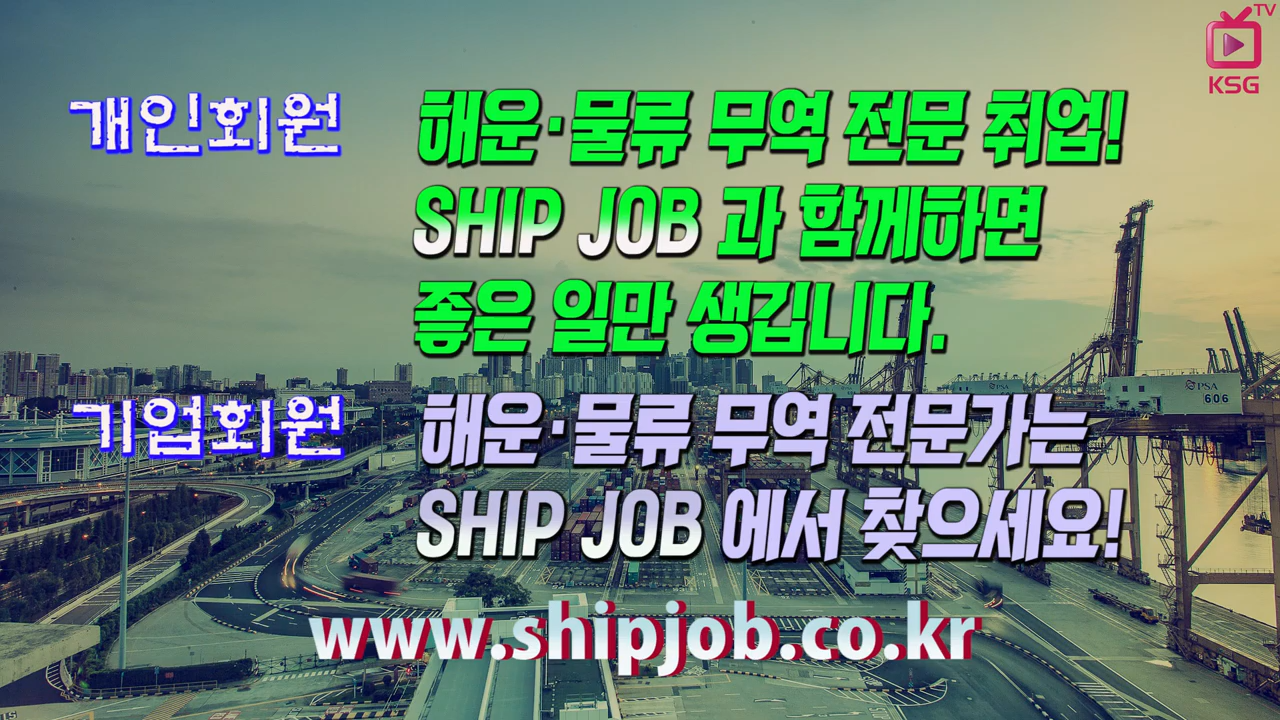 TV
KSG
개인회원
해운·물류 무역 전문 취업!
SHIP JOB 과 함께하면
좋은 일만 생깁니다.
PSA
606
기업회원
해운·물류 무역 전문가는
SHIP JOB 에서 찾으세요!
www.shipjob.co.kr